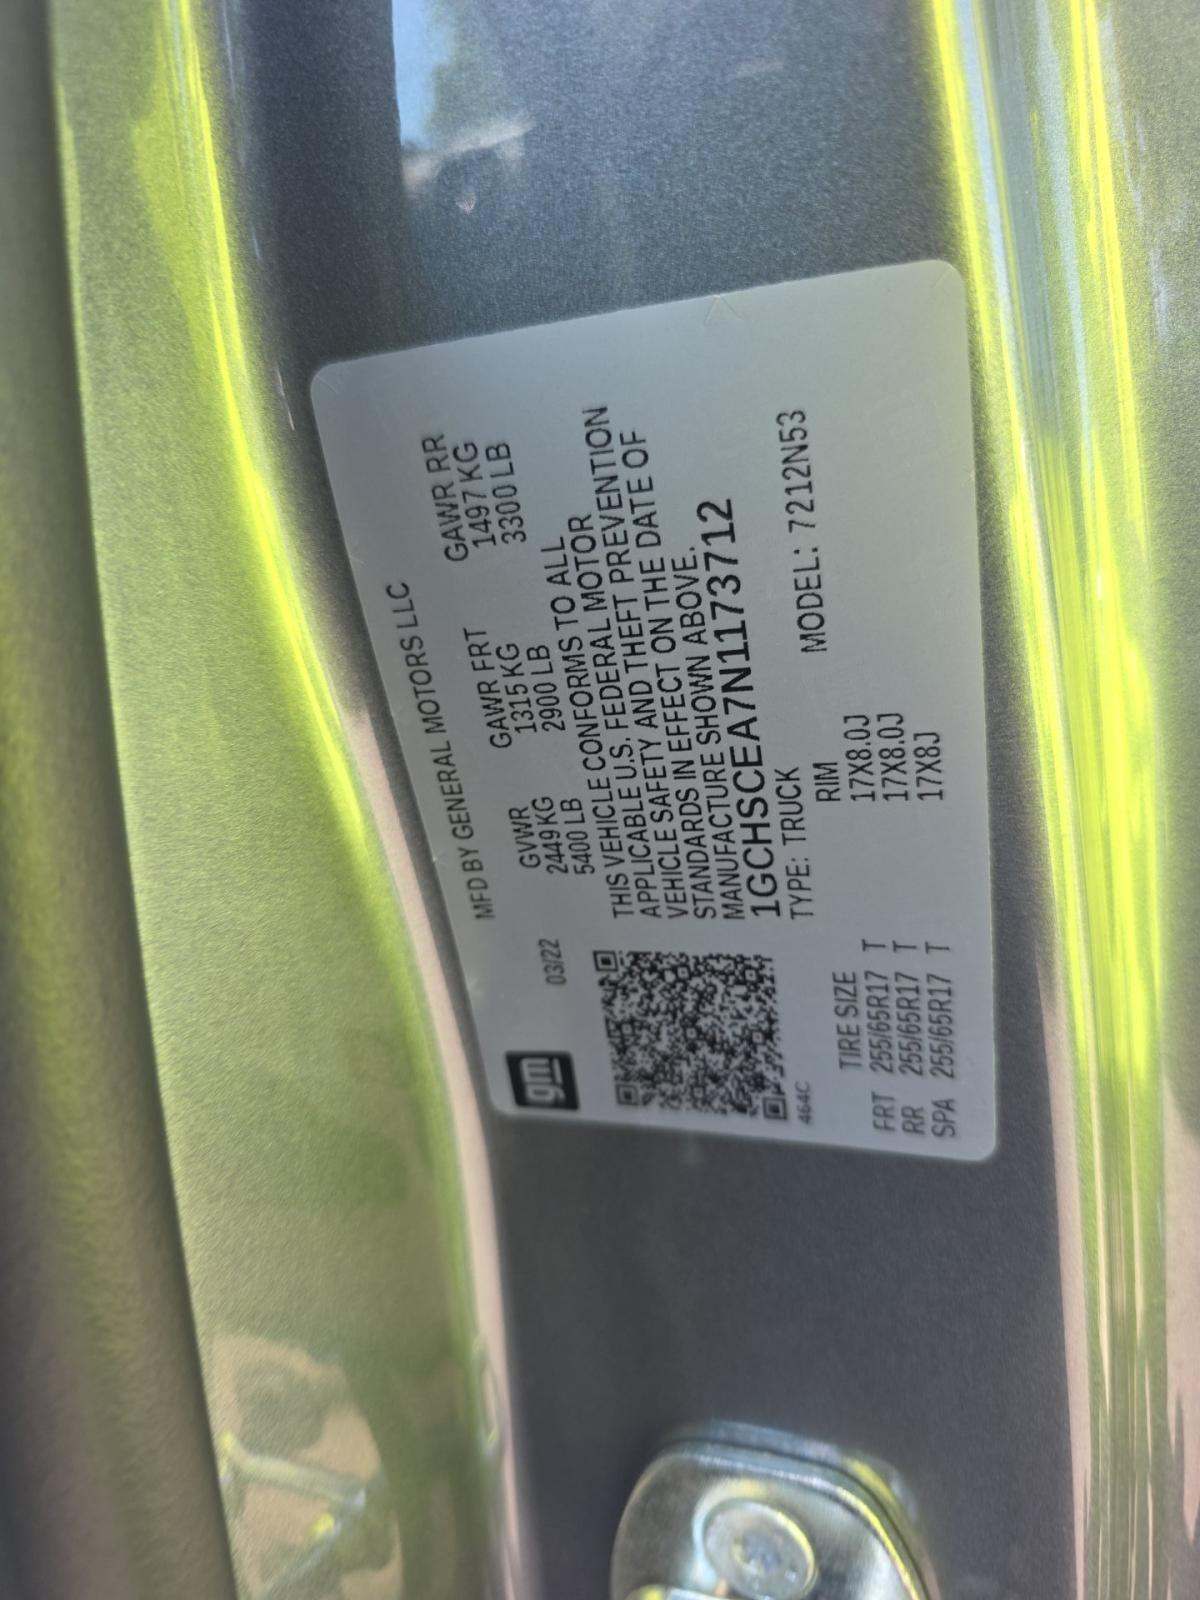 MFD BY GENERAL MOTORS LLC
gm
03/22
GVWR GAWR FRT GAWR RR
2449 KG 1315 KG 1497 KG
5400 LB 2900 LB 3300 LB
THIS VEHICLE CONFORMS TO ALL
APPLICABLE U.S. FEDERAL MOTOR
VEHICLE SAFETY AND THEFT PREVENTION
STANDARDS IN EFFECT ON THE DATE OF
MANUFACTURE SHOWN ABOVE.
1GCHSCEA7N1173712
464C
TYPE: TRUCK MODEL: 7212N53
TIRE SIZE RIM
FRT 255/65R17 T 17X8.0J
RR 255/65R17 T 17X8.0J
SPA 255/65R17 T 17X8J